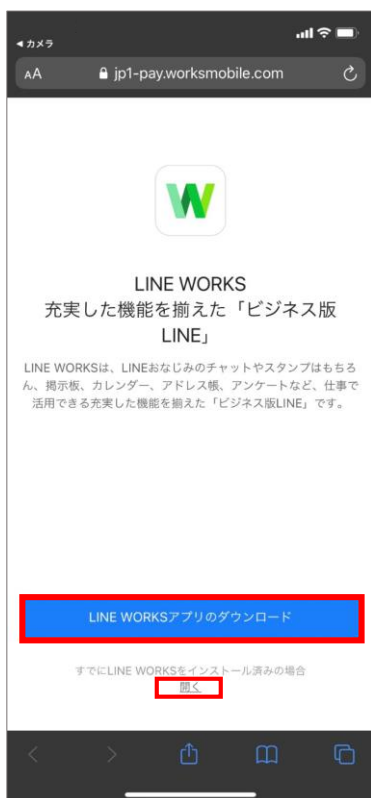 ◀ カメラ
AA jp1-pay.worksmobile.com
LINE WORKS
充実した機能を揃えた「ビジネス版
LINE」
LINE WORKSは、LINEおなじみのチャットやスタンプはもちろ
ん、掲示板、カレンダー、アドレス帳、アンケートなど、仕事で
活用できる充実した機能を揃えた「ビジネス版LINE」です。
LINE WORKSアプリのダウンロード
すでにLINE WORKSをインストール済みの場合
開く